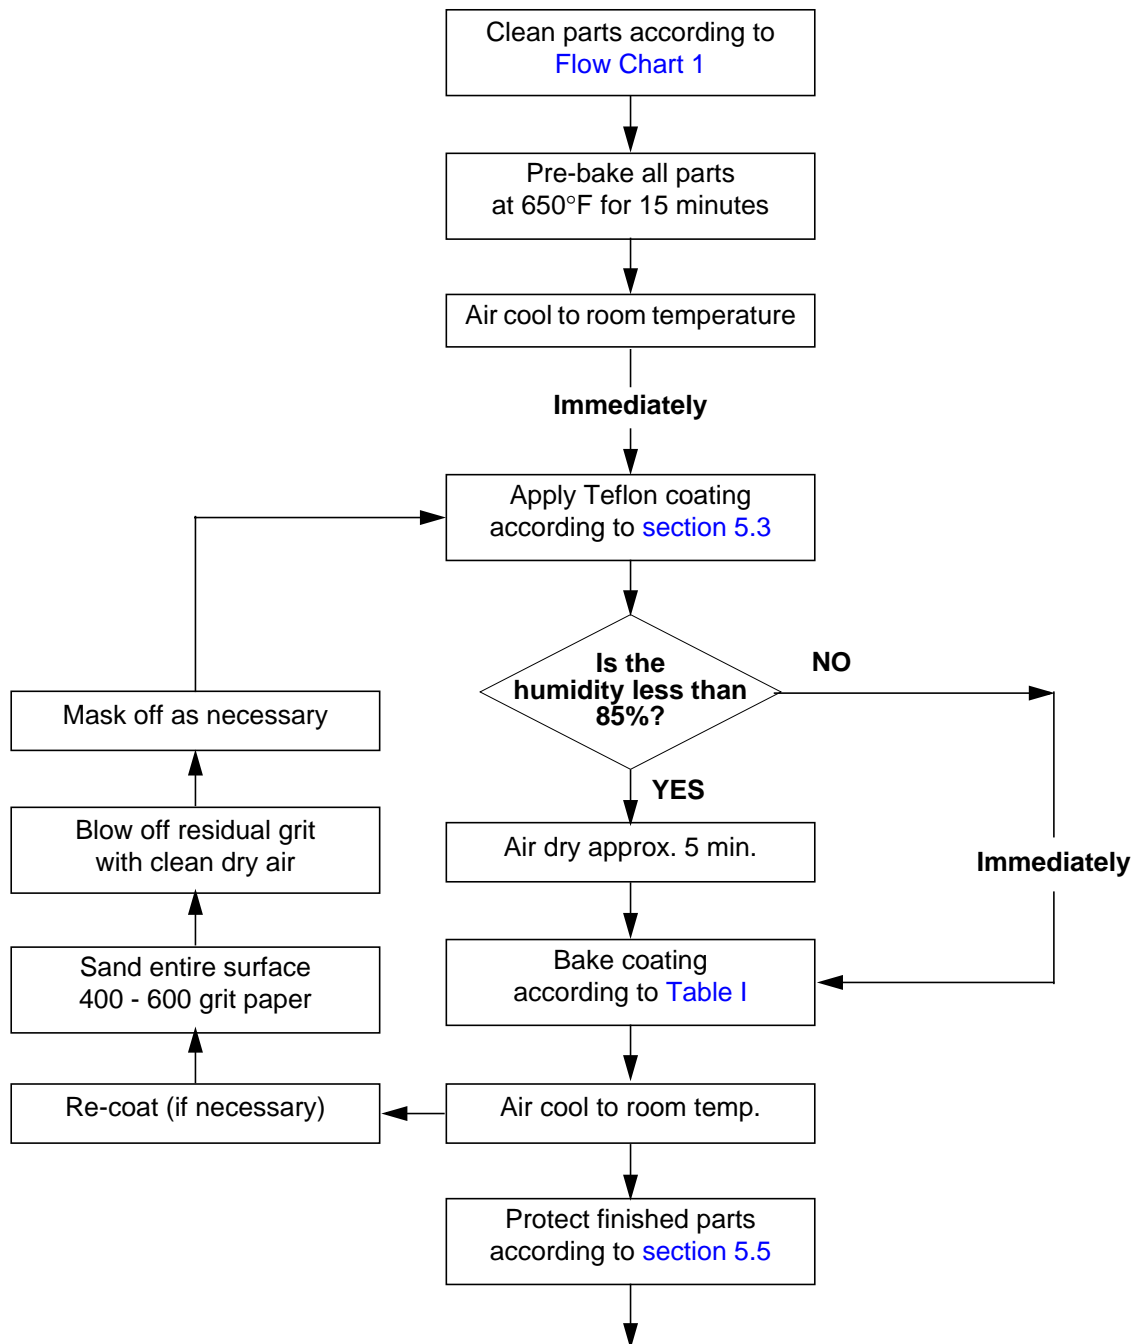 Clean parts according to
Flow Chart 1
Pre-bake all parts
at 650°F for 15 minutes
Air cool to room temperature
Immediately
Apply Teflon coating
according to section 5.3
Is the
humidity less than
85%?
NO
YES
Air dry approx. 5 min.
Immediately
Bake coating
according to Table I
Air cool to room temp.
Re-coat (if necessary)
Sand entire surface
400 - 600 grit paper
Blow off residual grit
with clean dry air
Mask off as necessary
Protect finished parts
according to section 5.5